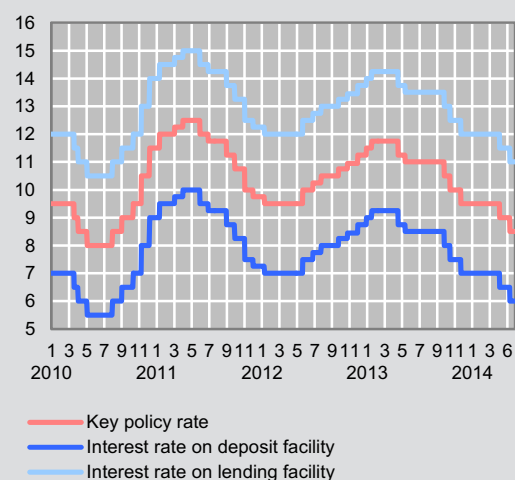 16
15
14
13
12
11
10
9
8
7
6
5
1 3 5 7 9 11 1 3 5 7 9 11 1 3 5 7 9 11 1 3 5 7 9 11 1 3 6
2010 2011 2012 2013 2014
Key policy rate
Interest rate on deposit facility
Interest rate on lending facility